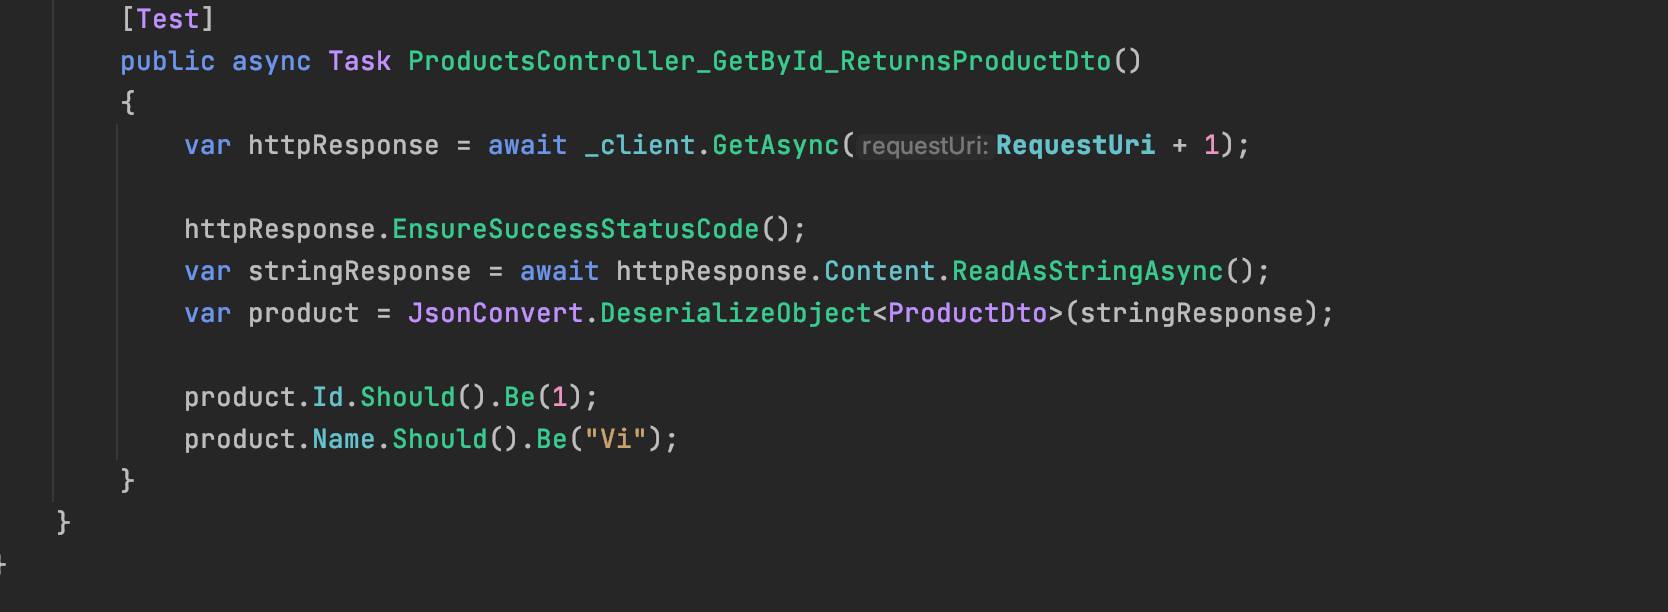 [Test]
public async Task ProductsController_GetById_ReturnsProductDto()
{
var httpResponse = await _client.GetAsync(requestUri: RequestUri + 1);
httpResponse.EnsureSuccessStatusCode();
var stringResponse = await httpResponse.Content.ReadAsStringAsync();
var product = JsonConvert.DeserializeObject<ProductDto>(stringResponse);
product.Id.Should().Be(1);
product.Name.Should().Be("Vi");
}
}